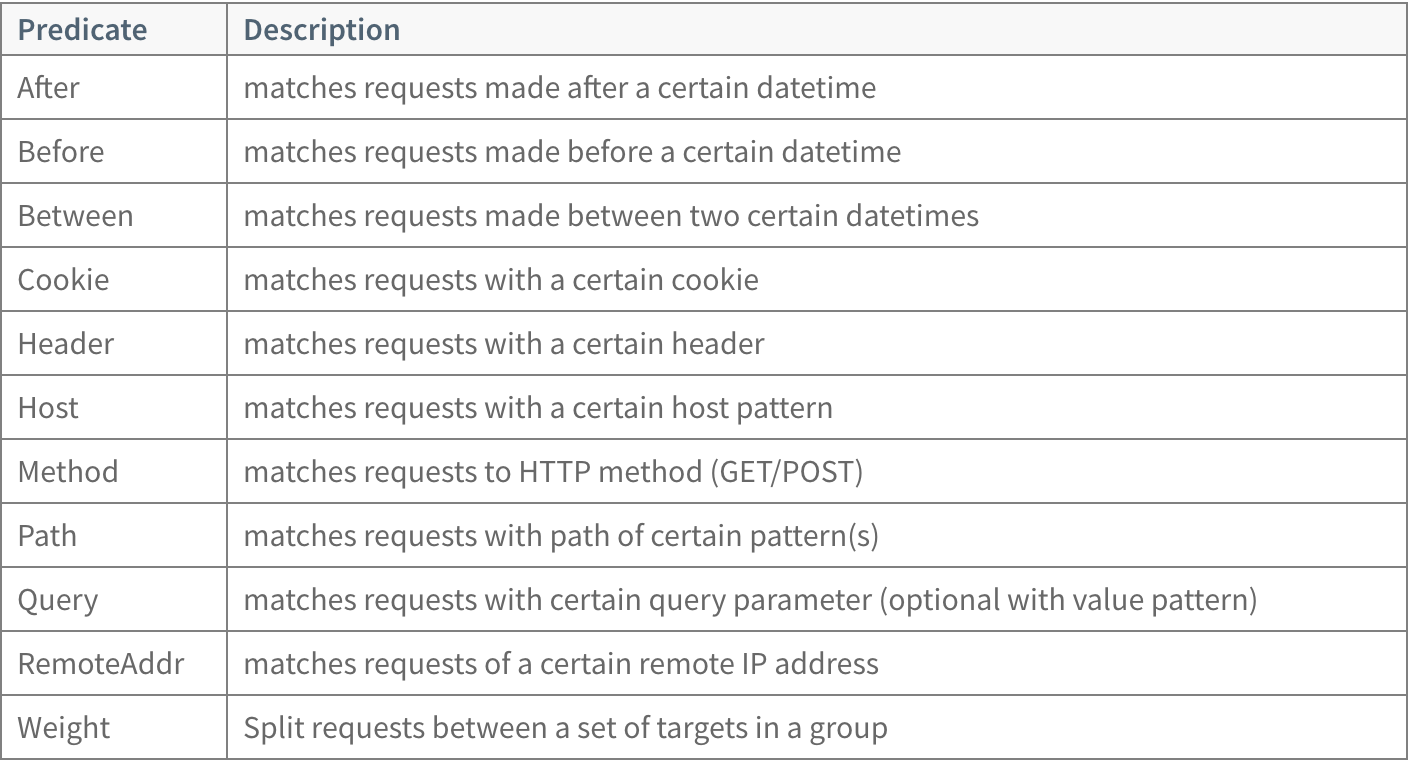 Predicate Description
After matches requests made after a certain datetime
Before matches requests made before a certain datetime
Between matches requests made between two certain datetimes
Cookie matches requests with a certain cookie
Header matches requests with a certain header
Host matches requests with a certain host pattern
Method matches requests to HTTP method (GET/POST)
Path matches requests with path of certain pattern(s)
Query matches requests with certain query parameter (optional with value pattern)
RemoteAddr matches requests of a certain remote IP address
Weight Split requests between a set of targets in a group